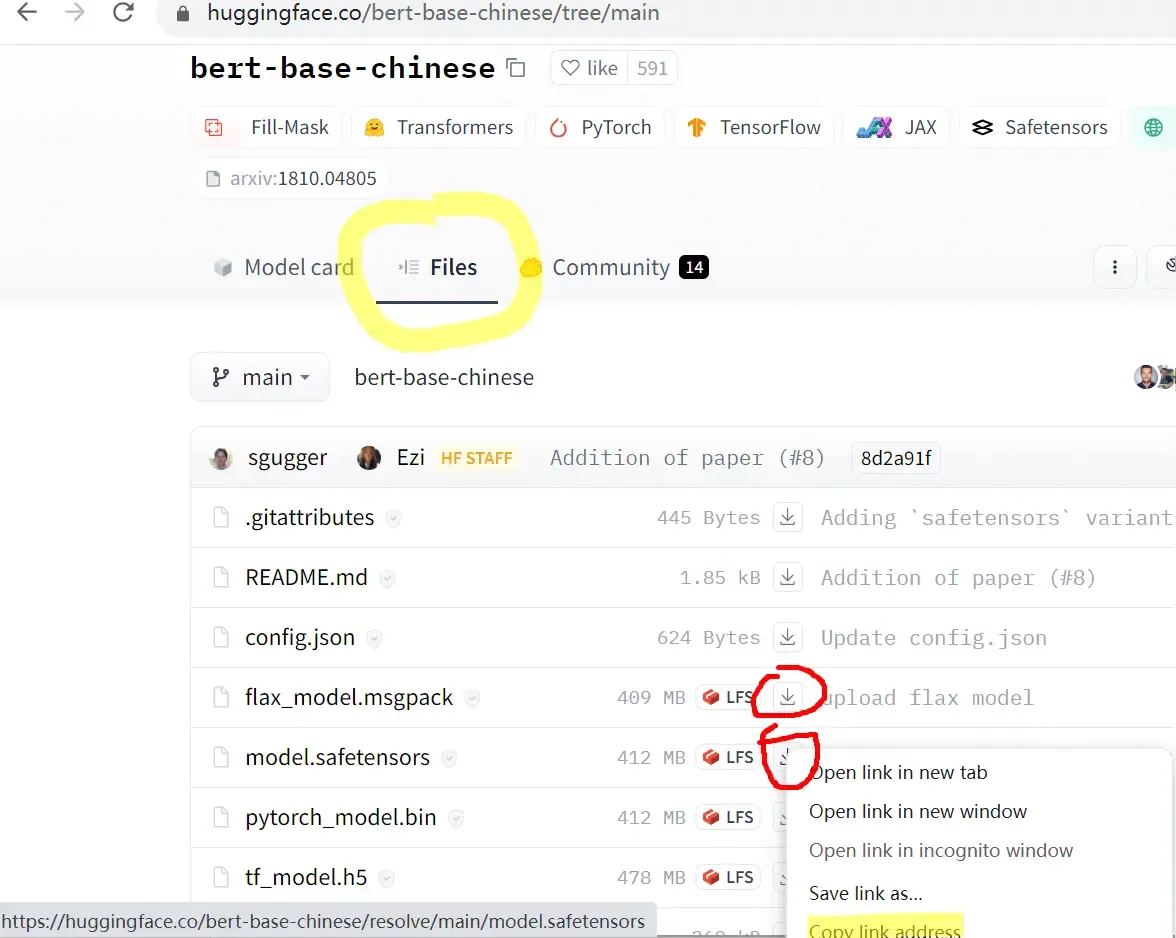 huggingface.co/bert-base-chinese/tree/main
bert-base-chinese like 591
Fill-Mask Transformers PyTorch TensorFlow JAX Safetensors
arxiv:1810.04805
Model card Files Community 14
main bert-base-chinese
sgugger Ezi HF STAFF Addition of paper (#8) 8d2a91f
.gitattributes 445 Bytes Adding `safetensors` variant
README.md 1.85 kB Addition of paper (#8)
config.json 624 Bytes Update config.json
flax_model.msgpack 409 MB LFS upload flax model
model.safetensors 412 MB LFS
Open link in new tab
Open link in new window
pytorch_model.bin 412 MB LFS
Open link in incognito window
tf_model.h5 478 MB LFS
Save link as...
https://huggingface.co/bert-base-chinese/resolve/main/model.safetensors
Copy link address